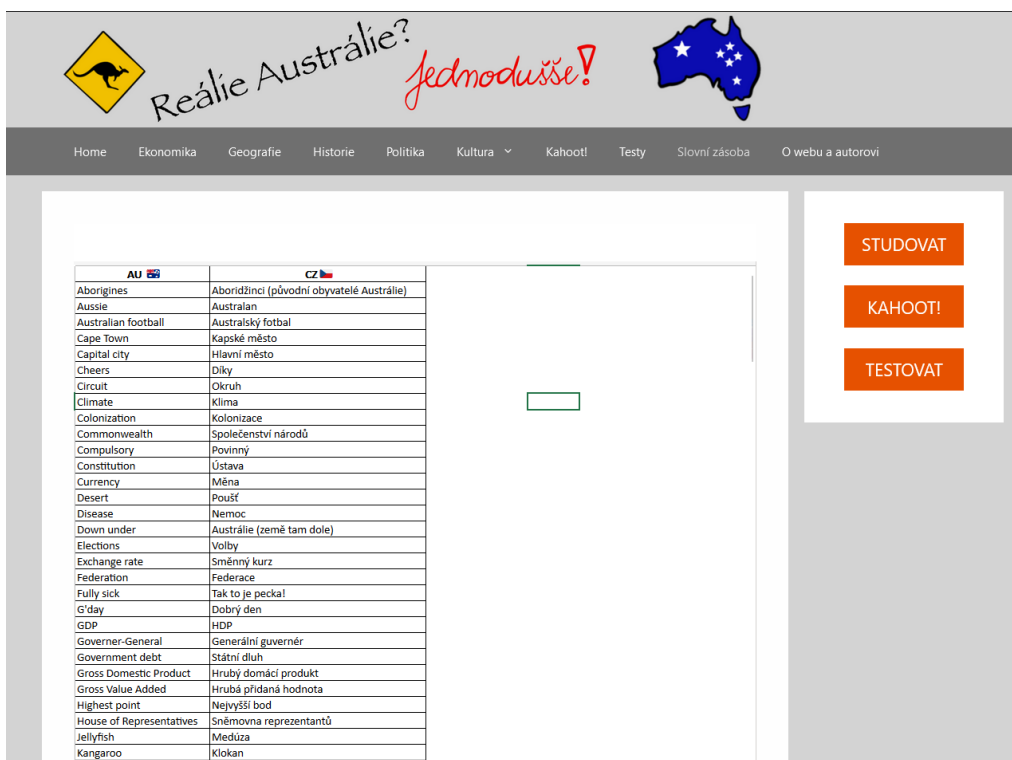 Reálie Austrálie? Jednodušše!
Home Ekonomika Geografie Historie Politika Kultura Kahoot! Testy Slovní zásoba O webu a autorovi
STUDOVAT
KAHOOT!
TESTOVAT
AU CZ
Aborigines Aboridžinci (původní obyvatelé Austrálie)
Aussie Australan
Australian football Australský fotbal
Cape Town Kapské město
Capital city Hlavní město
Cheers Díky
Circuit Okruh
Climate Klima
Colonization Kolonizace
Commonwealth Společenství národů
Compulsory Povinný
Constitution Ústava
Currency Měna
Desert Poušť
Disease Nemoc
Down under Austrálie (země tam dole)
Elections Volby
Exchange rate Směnný kurz
Federation Federace
Fully sick Tak to je pecka!
G'day Dobrý den
GDP HDP
Governer-General Generální guvernér
Government debt Státní dluh
Gross Domestic Product Hrubý domácí produkt
Gross Value Added Hrubá přidaná hodnota
Highest point Nejvyšší bod
House of Representatives Sněmovna reprezentantů
Jellyfish Medúza
Kangaroo Klokan